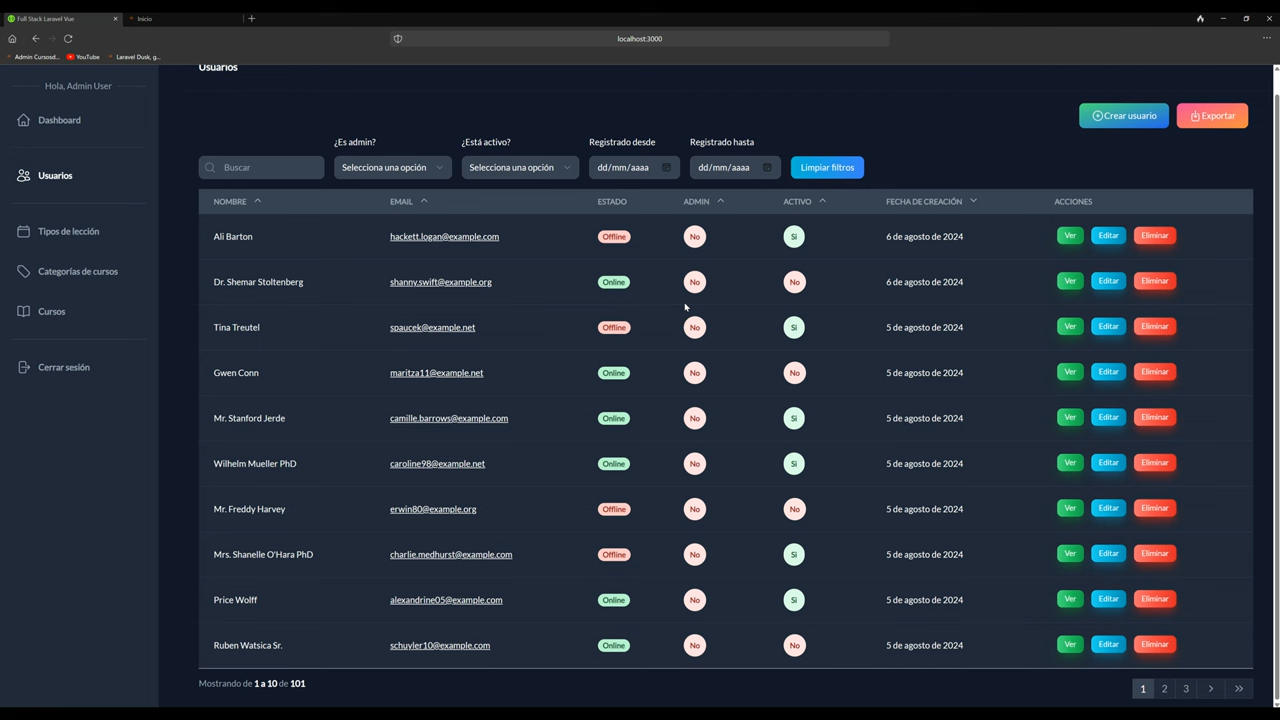 Full Stack Laravel Vue
Inicio
localhost:3000
Admin Cursosd...
YouTube
Laravel Dusk, g...
Hola, Admin User
Dashboard
Usuarios
Tipos de lección
Categorías de cursos
Cursos
Cerrar sesión
Usuarios
Crear usuario
Exportar
¿Es admin?
¿Está activo?
Registrado desde
Registrado hasta
Buscar
Selecciona una opción
Selecciona una opción
dd/mm/aaaa
dd/mm/aaaa
Limpiar filtros
NOMBRE EMAIL ESTADO ADMIN ACTIVO FECHA DE CREACIÓN ACCIONES
Ali Barton hackett.logan@example.com Offline No Si 6 de agosto de 2024 Ver Editar Eliminar
Dr. Shemar Stoltenberg shanny.swift@example.org Online No No 6 de agosto de 2024 Ver Editar Eliminar
Tina Treutel spaucek@example.net Offline No Si 5 de agosto de 2024 Ver Editar Eliminar
Gwen Conn maritza11@example.net Online No No 5 de agosto de 2024 Ver Editar Eliminar
Mr. Stanford Jerde camille.barrows@example.com Online No Si 5 de agosto de 2024 Ver Editar Eliminar
Wilhelm Mueller PhD caroline98@example.net Online No Si 5 de agosto de 2024 Ver Editar Eliminar
Mr. Freddy Harvey erwin80@example.org Offline No No 5 de agosto de 2024 Ver Editar Eliminar
Mrs. Shanelle O'Hara PhD charlie.medhurst@example.com Offline No Si 5 de agosto de 2024 Ver Editar Eliminar
Price Wolff alexandrine05@example.com Online No Si 5 de agosto de 2024 Ver Editar Eliminar
Ruben Watsica Sr. schuyler10@example.com Online No No 5 de agosto de 2024 Ver Editar Eliminar
Mostrando de 1 a 10 de 101
1 2 3